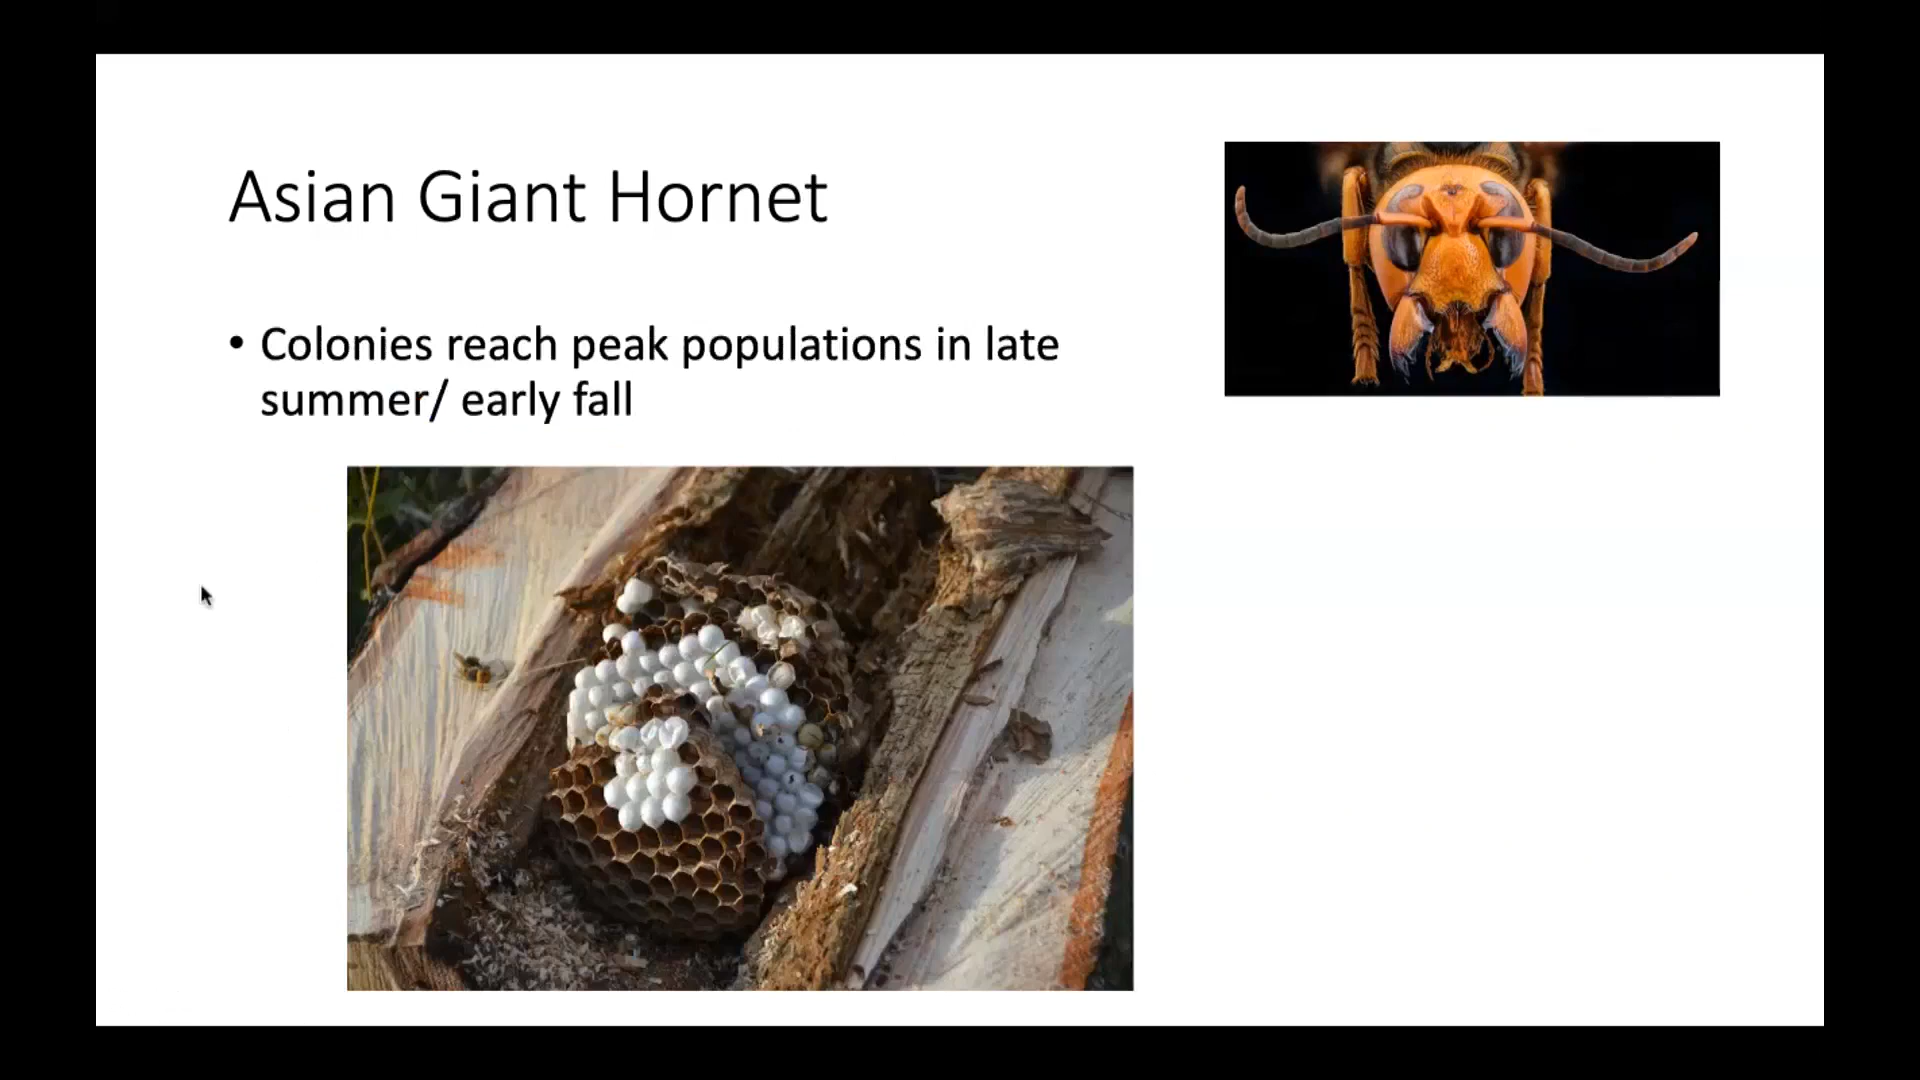 Asian Giant Hornet
• Colonies reach peak populations in late
summer/ early fall